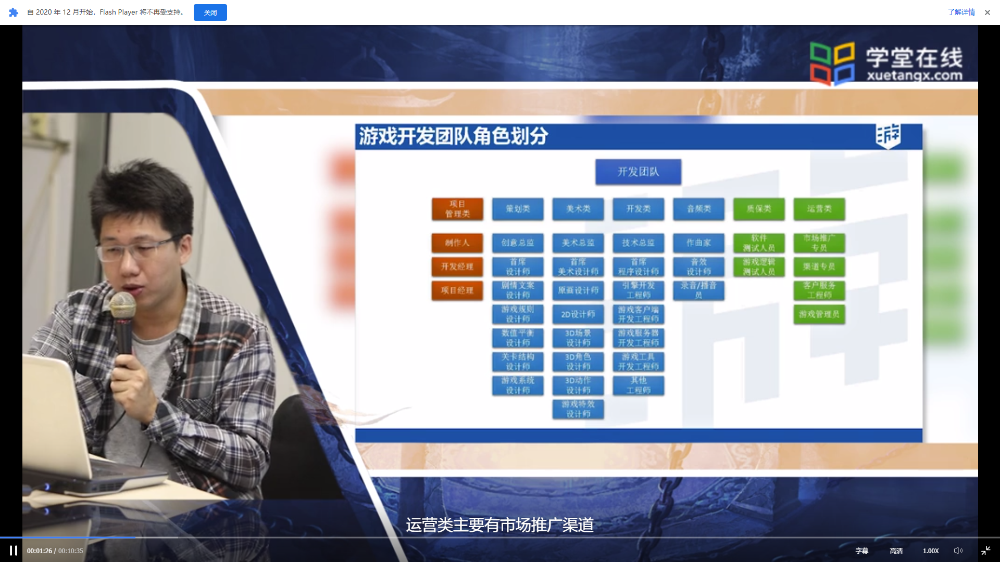 自 2020 年 12 月开始，Flash Player 将不再受支持。 关闭 了解详情
学堂在线
xuetangx.com
游戏开发团队角色划分
开发团队
项目
管理类
策划类
美术类
开发类
音频类
质保类
运营类
制作人
创意总监
美术总监
技术总监
作曲家
软件
测试人员
市场推广
专员
开发经理
首席
设计师
首席
美术设计师
首席
程序设计师
音效
设计师
游戏逻辑
测试人员
渠道专员
项目经理
剧情文案
设计师
原画设计师
引擎开发
工程师
录音/播音
员
客户服务
工程师
游戏规则
设计师
2D设计师
游戏客户端
开发工程师
游戏管理员
数值平衡
设计师
3D场景
设计师
游戏服务器
开发工程师
关卡结构
设计师
3D角色
设计师
游戏工具
开发工程师
游戏系统
设计师
3D动作
设计师
其他
工程师
游戏特效
设计师
运营类主要有市场推广渠道
00:01:26 / 00:10:35 字幕 高清 1.00X